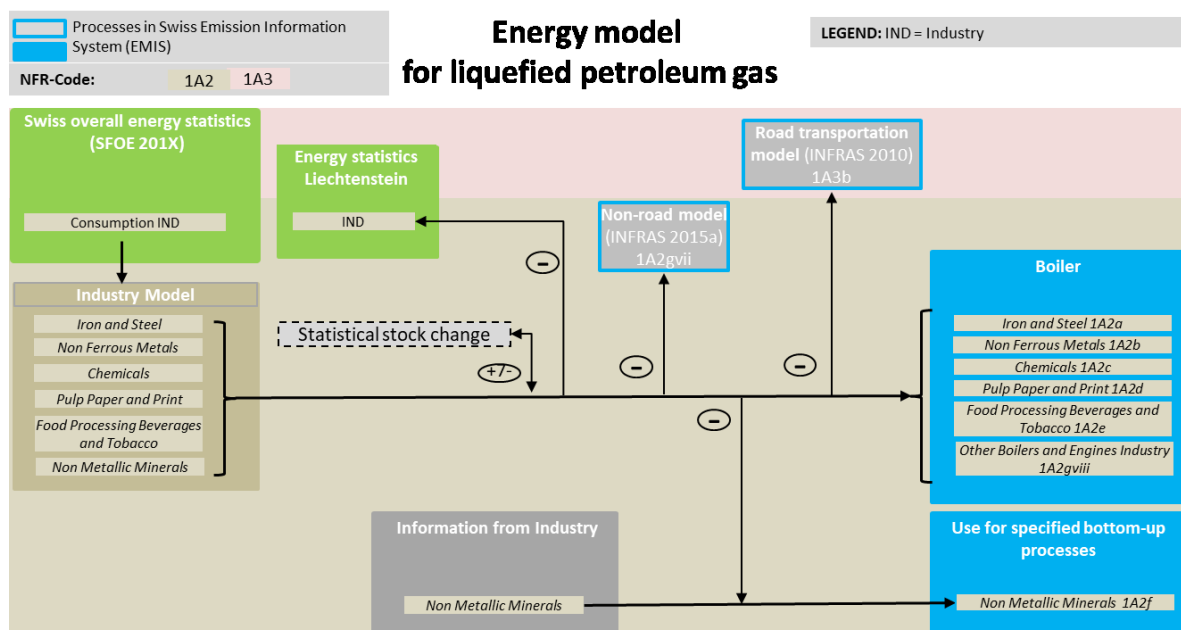 Processes in Swiss Emission Information
System (EMIS)
NFR-Code:
1A2
1A3
Energy model
for liquefied petroleum gas
LEGEND: IND = Industry
Swiss overall energy statistics
(SFOE 201X)
Consumption IND
Energy statistics
Liechtenstein
IND
Non-road model
(INFRAS 2015a)
1A2gvii
Road transportation
model (INFRAS 2010)
1A3b
Industry Model
Iron and Steel
Non Ferrous Metals
Chemicals
Pulp Paper and Print
Food Processing Beverages
and Tobacco
Non Metallic Minerals
Statistical stock change
-
+7-
-
-
-
Boiler
Iron and Steel 1A2a
Non Ferrous Metals 1A2b
Chemicals 1A2c
Pulp Paper and Print 1A2d
Food Processing Beverages and
Tobacco 1A2e
Other Boilers and Engines Industry
1A2gviii
Information from Industry
Non Metallic Minerals
Use for specified bottom-up
processes
Non Metallic Minerals 1A2f